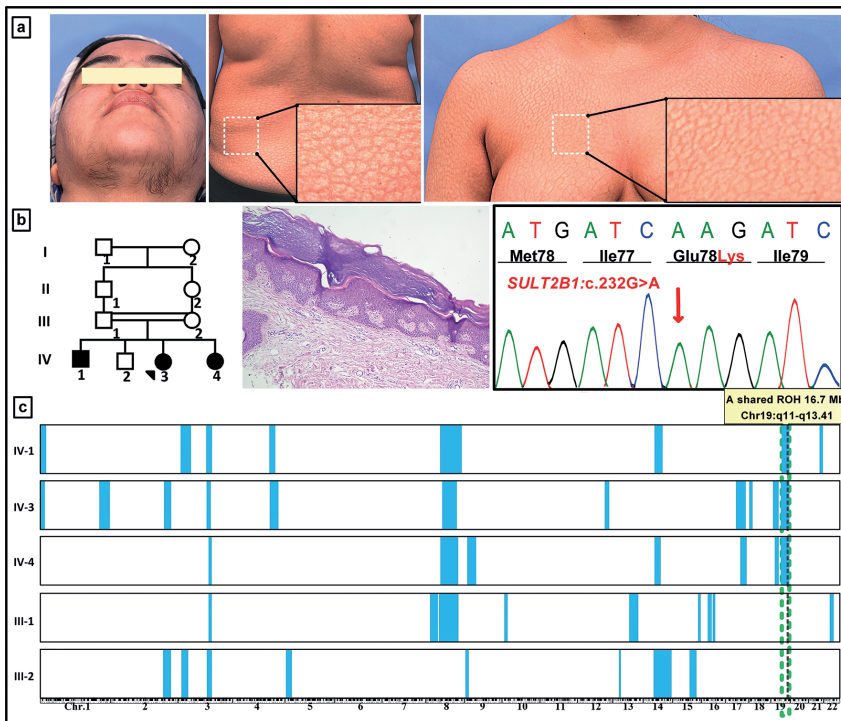 a
b
I
1
2
II
1
2
III
1
2
IV
1
2
3
4
A T G A T C A A G A T C
Met78 Ile77 Glu78Lys Ile79
SULT2B1:c.232G>A
A shared ROH 16.7 Mb
Chr19:q11-q13.41
c
IV-1
IV-3
IV-4
III-1
III-2
Chr.1 2 3 4 5 6 7 8 9 10 11 12 13 14 15 16 17 18 19 20 21 22